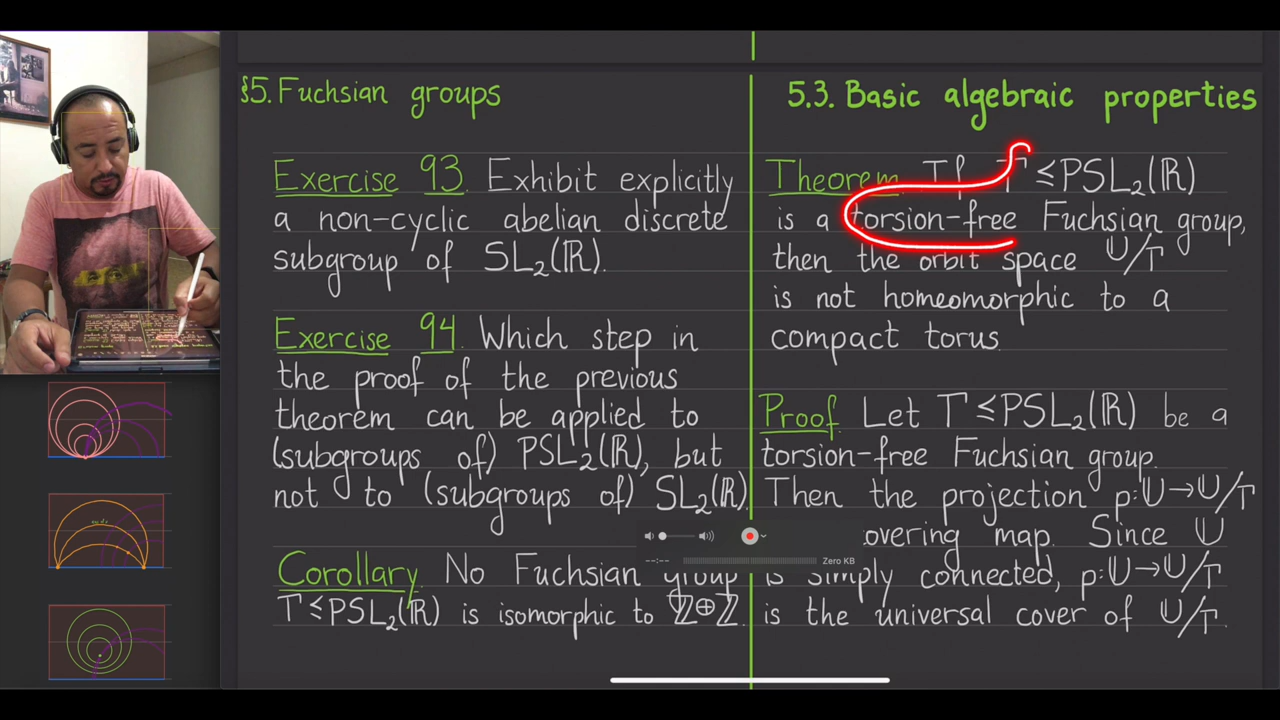 §5. Fuchsian groups
Exercise 93. Exhibit explicitly
a non-cyclic abelian discrete
subgroup of SL₂(ℝ).
Exercise 94. Which step in
the proof of the previous
theorem can be applied to
(subgroups of) PSL₂(ℝ), but
not to (subgroups of) SL₂(ℝ).
Corollary. No Fuchsian group
Γ ≤ PSL₂(ℝ) is isomorphic to ℤ⊕ℤ.
5.3. Basic algebraic properties
Theorem. If Γ ≤ PSL₂(ℝ)
is a torsion-free Fuchsian group,
then the orbit space 𝕌/Γ
is not homeomorphic to a
compact torus.
Proof. Let Γ ≤ PSL₂(ℝ) be a
torsion-free Fuchsian group.
Then the projection p: 𝕌→𝕌/Γ
overing map. Since 𝕌
is simply connected, p: 𝕌→𝕌/Γ
is the universal cover of 𝕌/Γ.
--:--
Zero KB